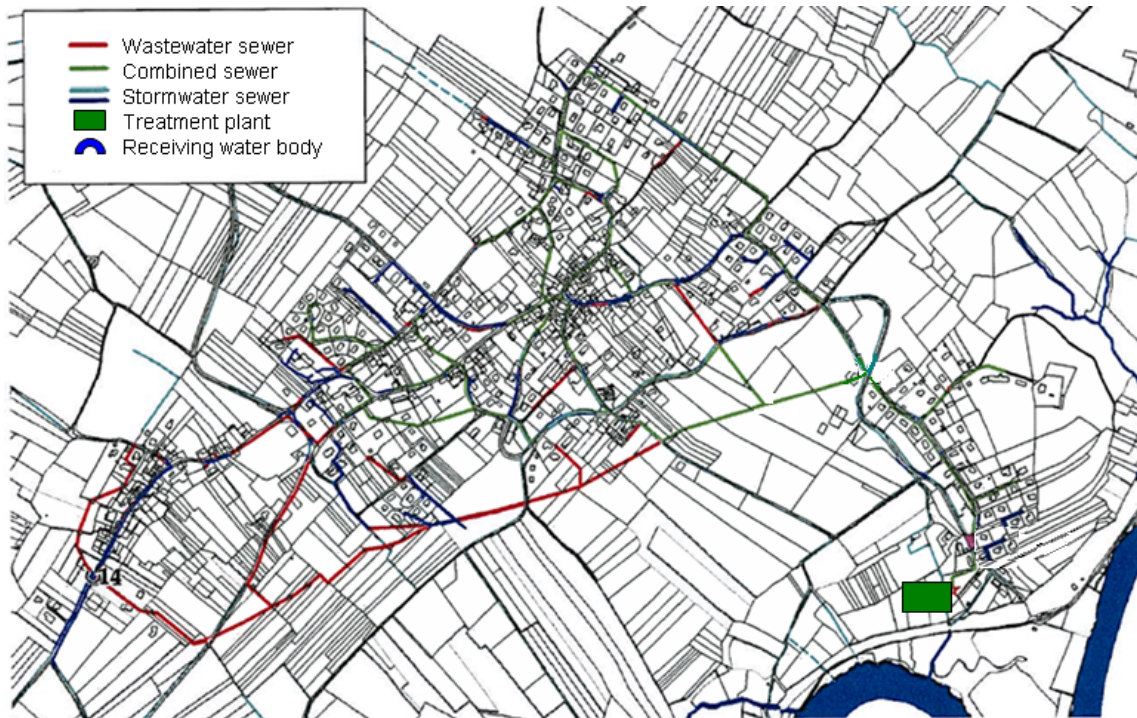 Wastewater sewer
Combined sewer
Stormwater sewer
Treatment plant
Receiving water body
14